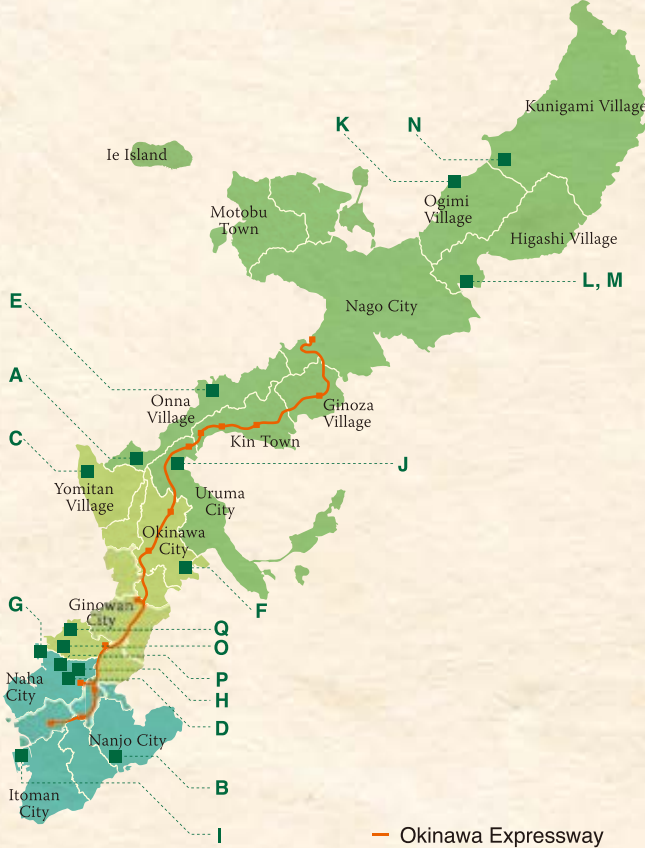 Kunigami Village
K
N
Ie Island
Ogimi
Village
Motobu
Town
Higashi Village
L, M
E
Nago City
A
Onna
Village
Ginoza
Village
C
Kin Town
J
Yomitan
Village
Uruma
City
Okinawa
City
G
Ginowan
City
F
Q
O
Naha
City
P
H
D
Nanjo City
B
Itoman
City
I
Okinawa Expressway